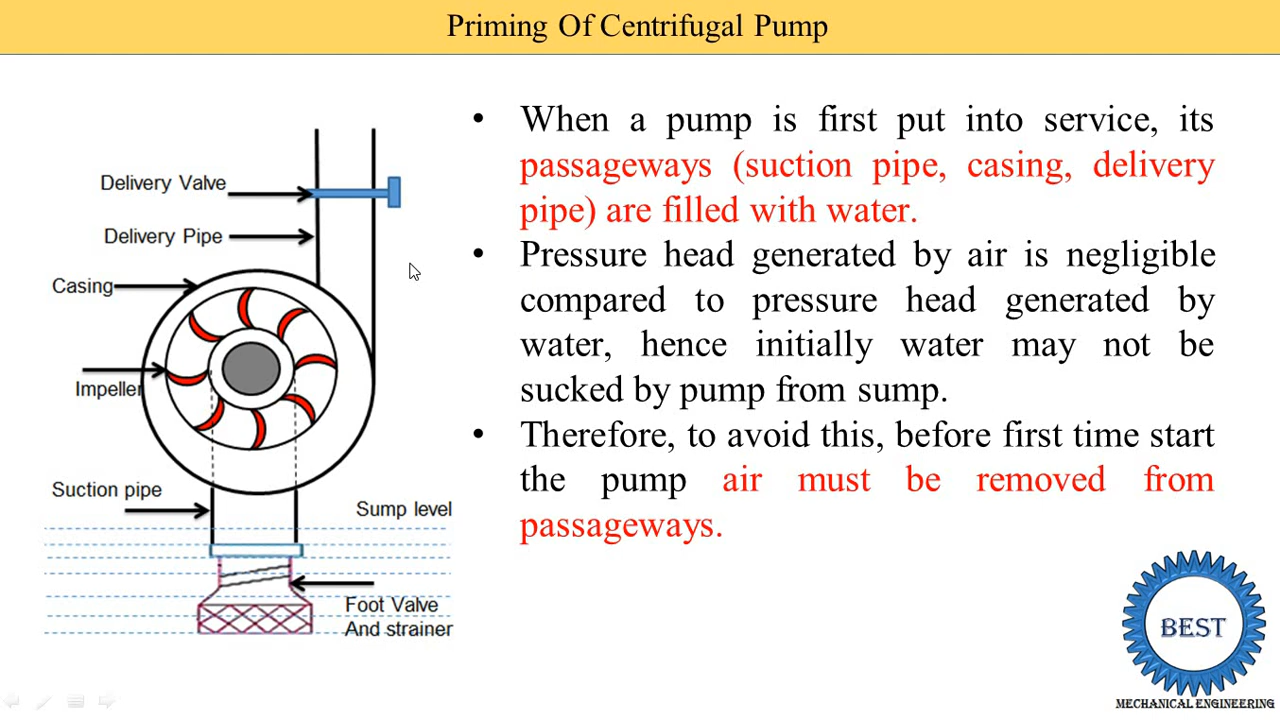 Priming Of Centrifugal Pump
Delivery Valve
Delivery Pipe
Casing
Impeller
Suction pipe
Sump level
Foot Valve
And strainer
• When a pump is first put into service, its
passageways (suction pipe, casing, delivery
pipe) are filled with water.
• Pressure head generated by air is negligible
compared to pressure head generated by
water, hence initially water may not be
sucked by pump from sump.
• Therefore, to avoid this, before first time start
the pump air must be removed from
passageways.
BEST
MECHANICAL ENGINEERING